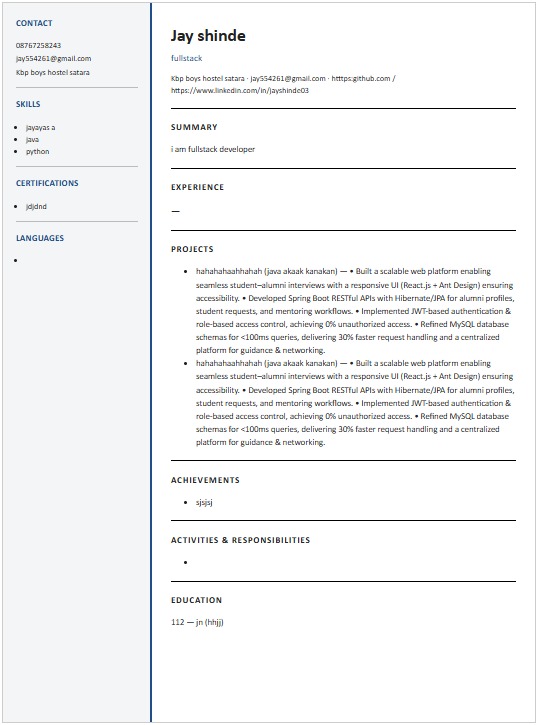 CONTACT
08767258243
jay554261@gmail.com
Kbp boys hostel satara
SKILLS
• jayayas a
• java
• python
CERTIFICATIONS
• jdjdnd
LANGUAGES
•
Jay shinde
fullstack
Kbp boys hostel satara · jay554261@gmail.com · https:github.com /
https://www.linkedin.com/in/jayshinde03
SUMMARY
i am fullstack developer
EXPERIENCE
—
PROJECTS
• hahahahaahhahah (java akaak kanakan) — • Built a scalable web platform enabling
seamless student–alumni interviews with a responsive UI (React.js + Ant Design) ensuring
accessibility. • Developed Spring Boot RESTful APIs with Hibernate/JPA for alumni profiles,
student requests, and mentoring workflows. • Implemented JWT-based authentication &
role-based access control, achieving 0% unauthorized access. • Refined MySQL database
schemas for <100ms queries, delivering 30% faster request handling and a centralized
platform for guidance & networking.
• hahahahaahhahah (java akaak kanakan) — • Built a scalable web platform enabling
seamless student–alumni interviews with a responsive UI (React.js + Ant Design) ensuring
accessibility. • Developed Spring Boot RESTful APIs with Hibernate/JPA for alumni profiles,
student requests, and mentoring workflows. • Implemented JWT-based authentication &
role-based access control, achieving 0% unauthorized access. • Refined MySQL database
schemas for <100ms queries, delivering 30% faster request handling and a centralized
platform for guidance & networking.
ACHIEVEMENTS
• sjsjsj
ACTIVITIES & RESPONSIBILITIES
•
EDUCATION
112 — jn (hhjj)